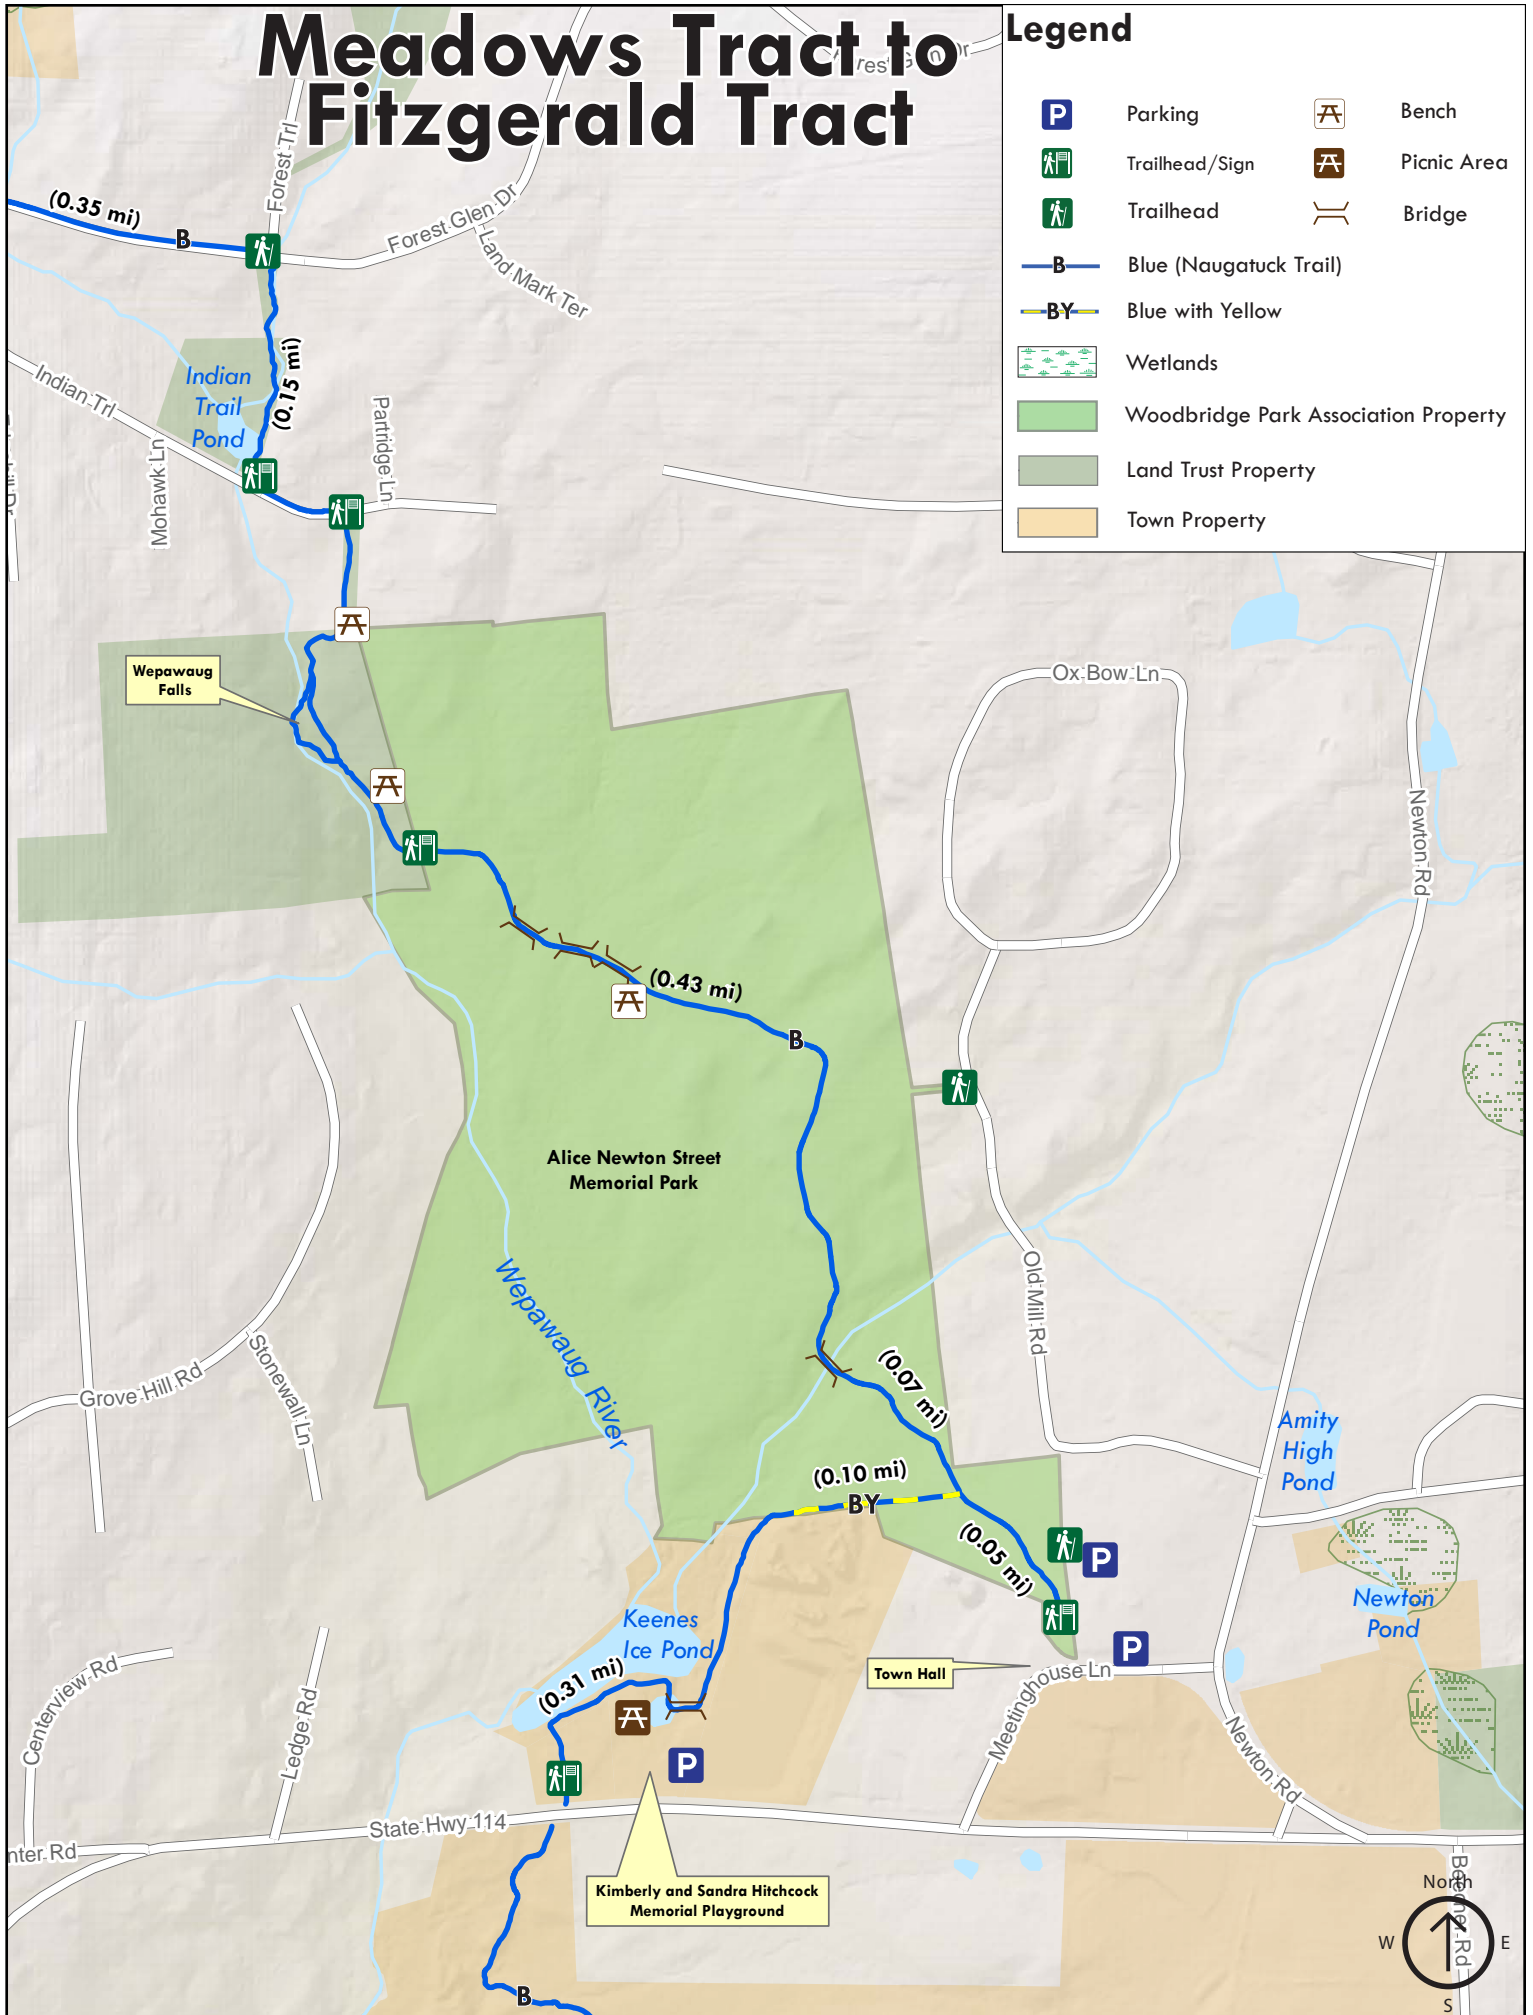 Meadows Tract to
Fitzgerald Tract
Legend
Parking
Bench
Trailhead/Sign
Picnic Area
Trailhead
Bridge
B
Blue (Naugatuck Trail)
BY
Blue with Yellow
Wetlands
Woodbridge Park Association Property
Land Trust Property
Town Property
Forest Glen Dr
Forest Trl
(0.35 mi)
B
Forest Glen Dr
Land Mark Ter
Indian
Trail
Pond
(0.15 mi)
Indian Trl
Partridge Ln
Mohawk Ln
Wepawaug
Falls
Ox Bow Ln
Newton Rd
(0.43 mi)
B
Alice Newton Street
Memorial Park
Wepawaug River
Old Mill Rd
Grove Hill Rd
Stonewall Ln
(0.07 mi)
Amity
High
Pond
(0.10 mi)
BY
(0.05 mi)
P
Newton
Pond
Keenes
Ice Pond
P
Town Hall
Meetinghouse Ln
(0.31 mi)
Centerview Rd
Ledge Rd
P
Newton Rd
State Hwy 114
nter Rd
Kimberly and Sandra Hitchcock
Memorial Playground
B
North
W
E
S